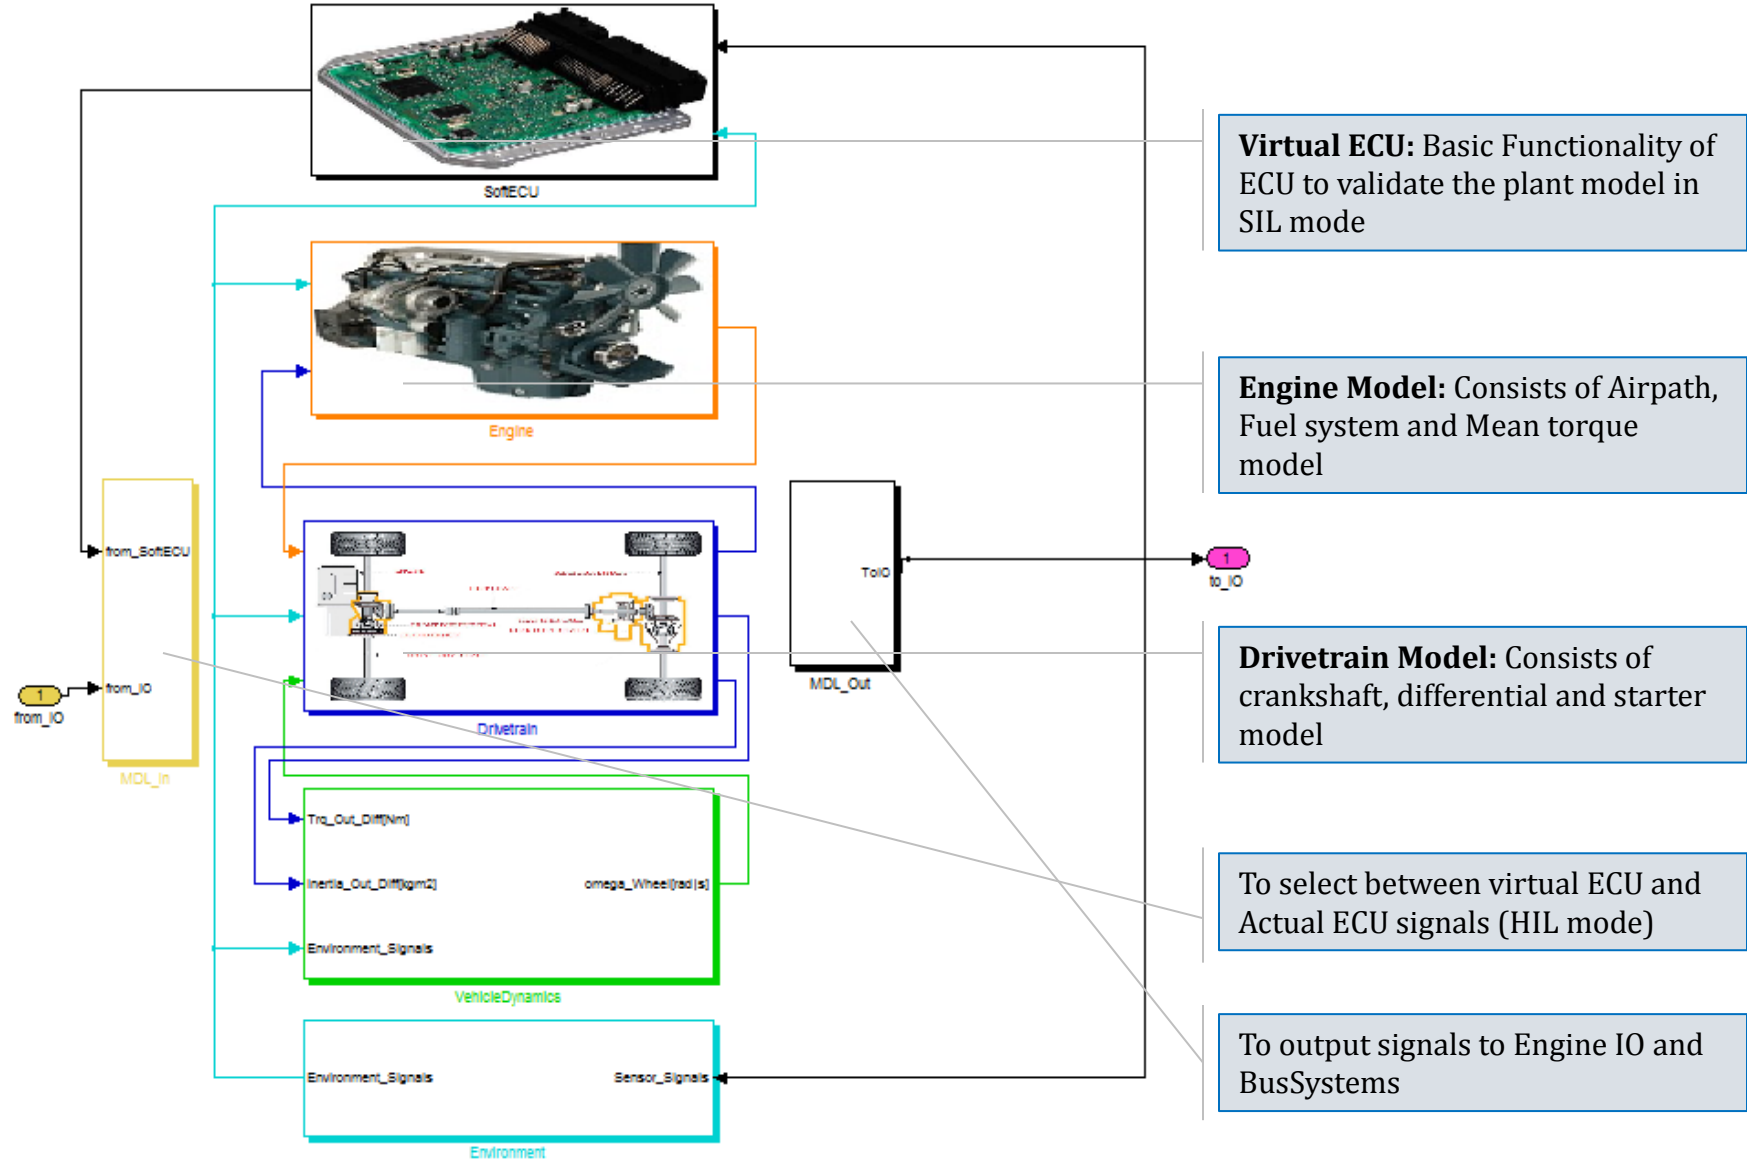 SoftECU
Virtual ECU: Basic Functionality of
ECU to validate the plant model in
SIL mode
Engine
Engine Model: Consists of Airpath,
Fuel system and Mean torque
model
from_SoftECU
from_IO
1
from_IO
MDL_In
Drivetrain
ToIO
MDL_Out
1
to_IO
Drivetrain Model: Consists of
crankshaft, differential and starter
model
Trq_Out_Diff[Nm]
Inertia_Out_Diff[kgm2]
omega_Wheel[rad|s]
Environment_Signals
VehicleDynamics
To select between virtual ECU and
Actual ECU signals (HIL mode)
Environment_Signals
Sensor_Signals
Environment
To output signals to Engine IO and
BusSystems